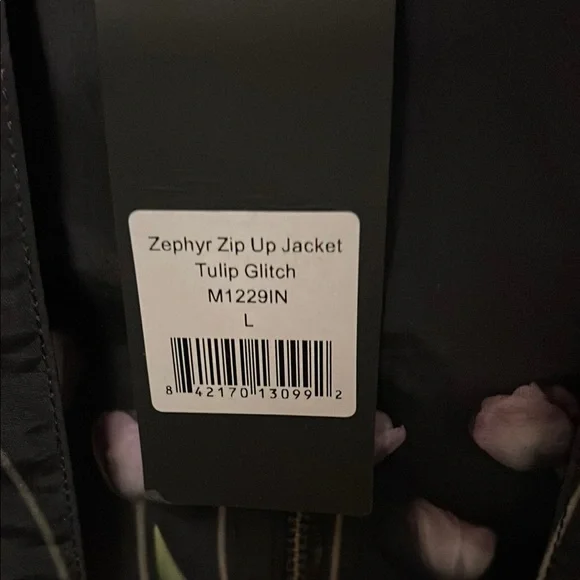 Zephyr Zip Up Jacket
Tulip Glitch
M1229IN
L
8 42170 13099 2